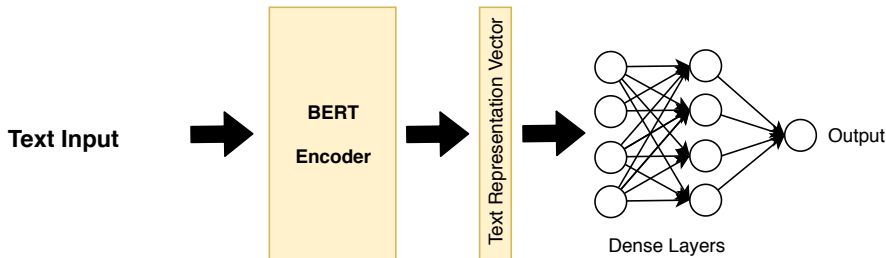 Text Input
BERT
Encoder
Text Representation Vector
Dense Layers
Output